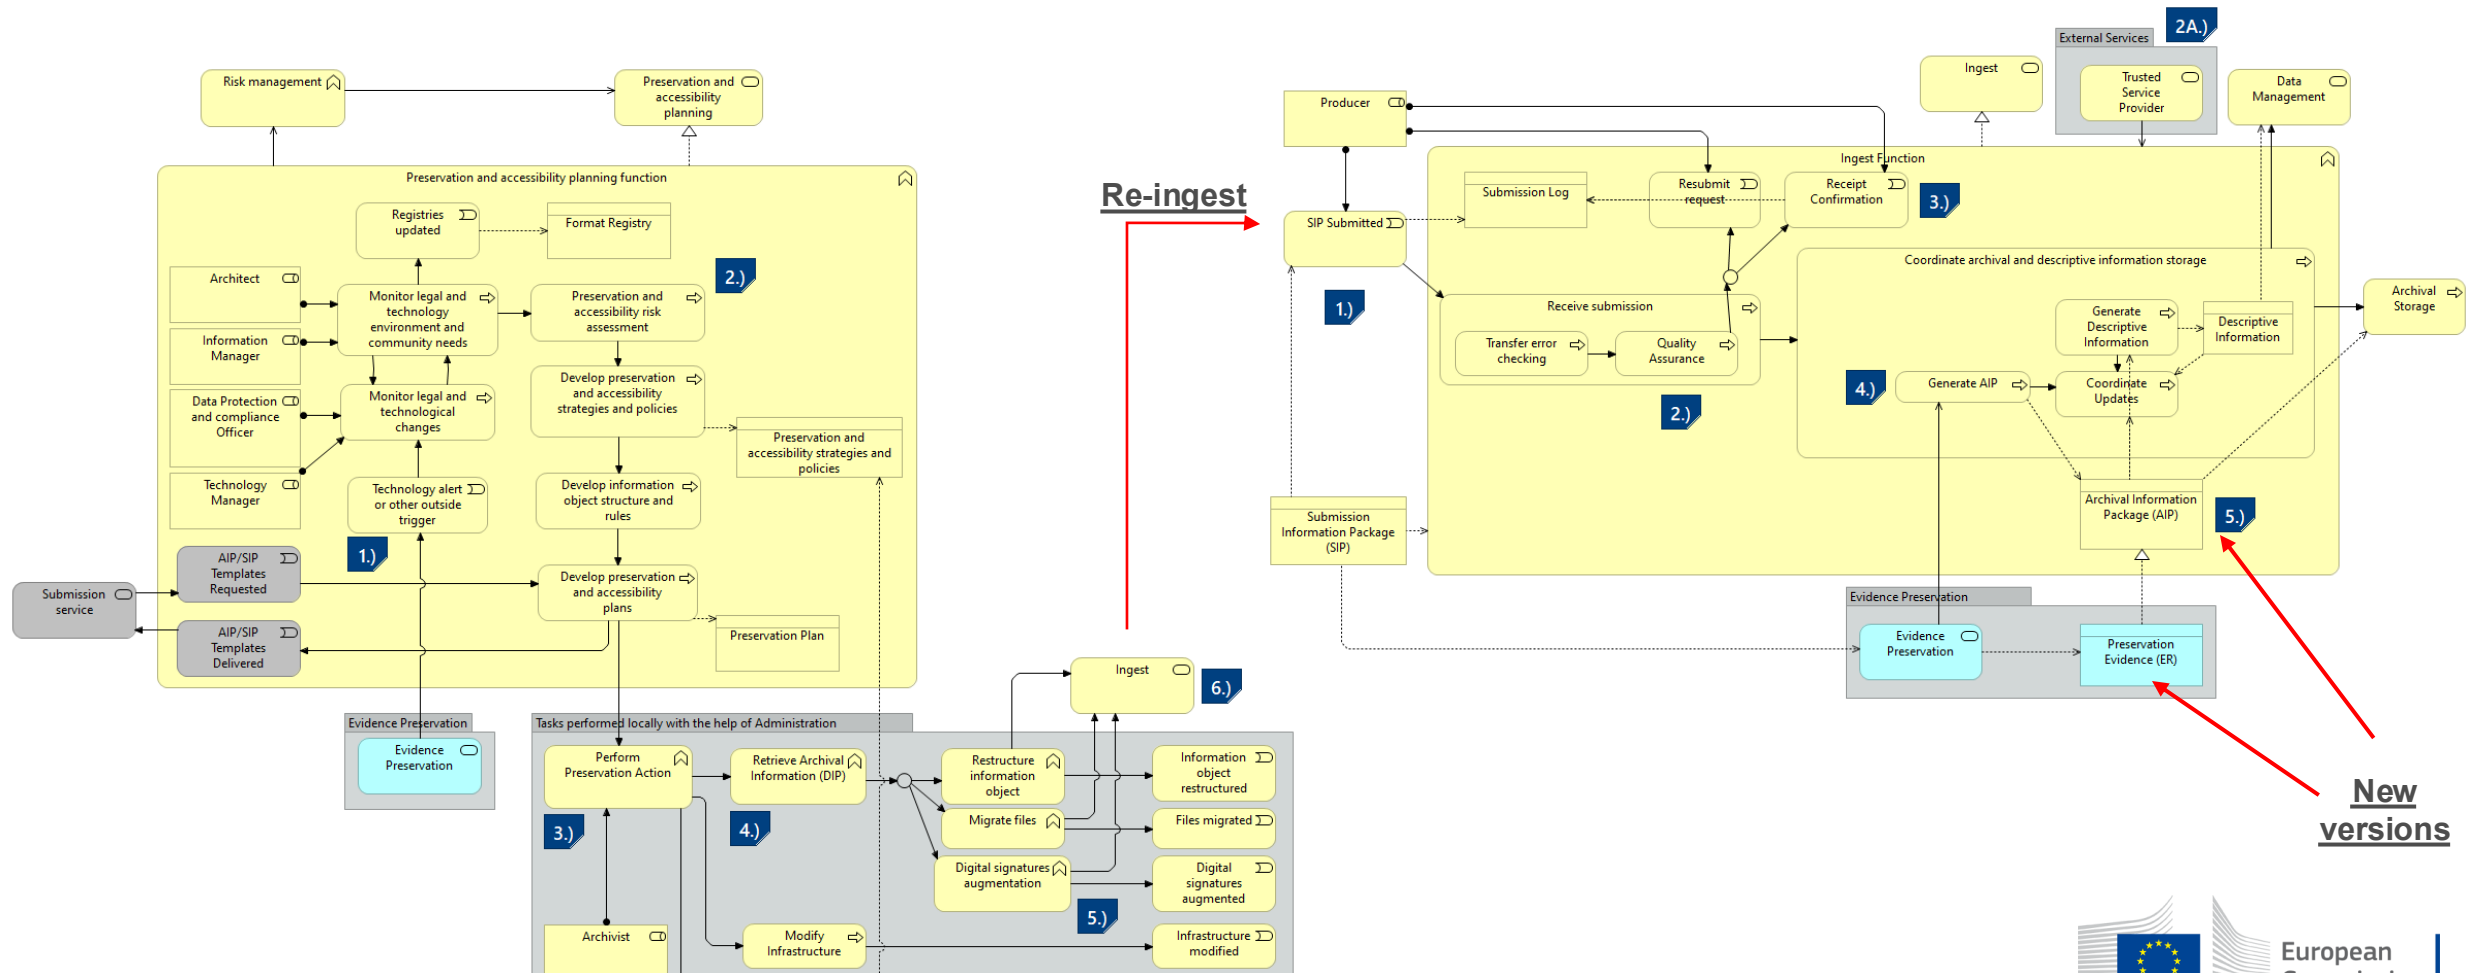 Risk management
Preservation and
accessibility
planning
Preservation and accessibility planning function
Registries
updated
Format Registry
2.)
Architect
Monitor legal and
technology
environment and
community needs
Preservation and
accessibility risk
assessment
Information
Manager
Data Protection
and compliance
Officer
Monitor legal and
technological
changes
Develop preservation
and accessibility
strategies and policies
Preservation and
accessibility strategies and
policies
Technology
Manager
Technology alert
or other outside
trigger
Develop information
object structure and
rules
1.)
AIP/SIP
Templates
Requested
Submission
service
Develop preservation
and accessibility
plans
AIP/SIP
Templates
Delivered
Preservation Plan
Evidence Preservation
Evidence
Preservation
Tasks performed locally with the help of Administration
Perform
Preservation Action
3.)
Retrieve Archival
Information (DIP)
4.)
Restructure
information
object
Information
object
restructured
Migrate files
Files migrated
Digital signatures
augmentation
Digital
signatures
augmented
5.)
Archivist
Modify
Infrastructure
Infrastructure
modified
Ingest
6.)
Re-ingest
Producer
SIP Submitted
1.)
Submission
Information Package
(SIP)
Ingest
External Services
2A.)
Trusted
Service
Provider
Data
Management
Ingest Function
Submission Log
Resubmit
request
Receipt
Confirmation
3.)
Receive submission
Transfer error
checking
Quality
Assurance
2.)
Coordinate archival and descriptive information storage
Generate
Descriptive
Information
Descriptive
Information
4.)
Generate AIP
Coordinate
Updates
Archival
Storage
Archival Information
Package (AIP)
5.)
Evidence Preservation
Evidence
Preservation
Preservation
Evidence (ER)
New
versions
European